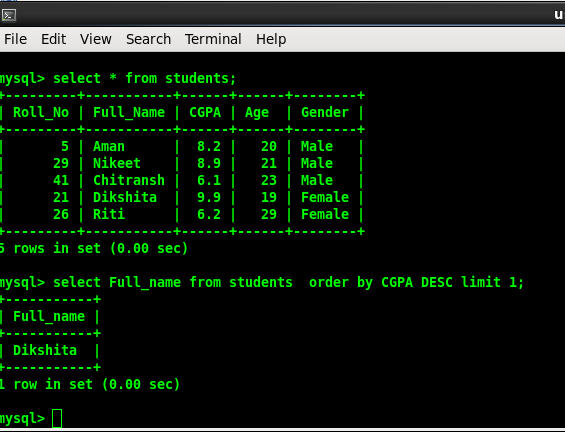 u
File Edit View Search Terminal Help
mysql> select * from students;
+---------+-----------+------+------+--------+
| Roll_No | Full_Name | CGPA | Age  | Gender |
+---------+-----------+------+------+--------+
|       5 | Aman      |  8.2 |   20 | Male   |
|      29 | Nikeet    |  8.9 |   21 | Male   |
|      41 | Chitransh |  6.1 |   23 | Male   |
|      21 | Dikshita  |  9.9 |   19 | Female |
|      26 | Riti      |  6.2 |   29 | Female |
+---------+-----------+------+------+--------+
5 rows in set (0.00 sec)
mysql> select Full_name from students  order by CGPA DESC limit 1;
+-----------+
| Full_name |
+-----------+
| Dikshita  |
+-----------+
1 row in set (0.00 sec)
mysql>